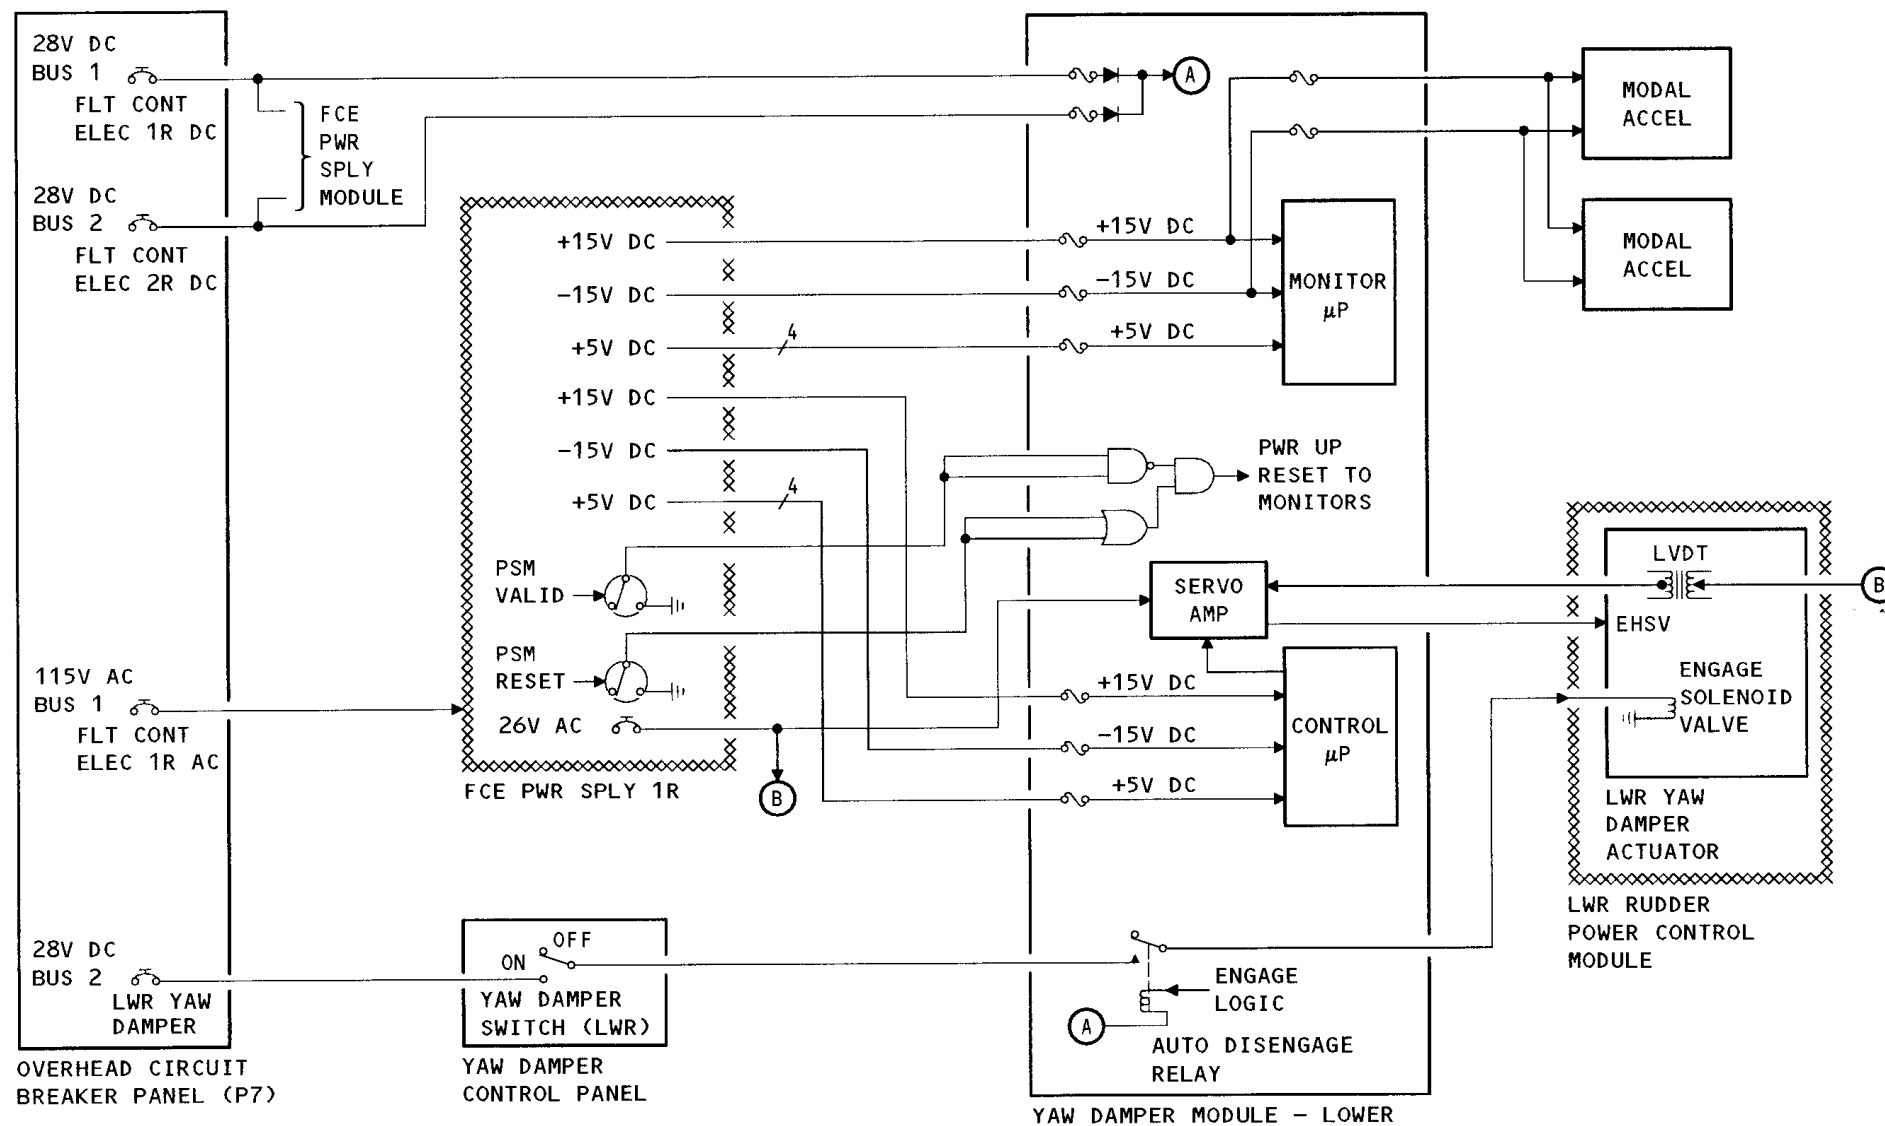 28V DC
BUS 1
FLT CONT
ELEC 1R DC
FCE
PWR
SPLY
MODULE
28V DC
BUS 2
FLT CONT
ELEC 2R DC
115V AC
BUS 1
FLT CONT
ELEC 1R AC
28V DC
BUS 2
LWR YAW
DAMPER
OVERHEAD CIRCUIT
BREAKER PANEL (P7)
+15V DC
-15V DC
+5V DC
4
+15V DC
-15V DC
+5V DC
4
PSM
VALID
PSM
RESET
26V AC
FCE PWR SPLY 1R
B
OFF
ON
YAW DAMPER
SWITCH (LWR)
YAW DAMPER
CONTROL PANEL
A
+15V DC
-15V DC
+5V DC
MONITOR
μP
PWR UP
RESET TO
MONITORS
SERVO
AMP
+15V DC
-15V DC
+5V DC
CONTROL
μP
ENGAGE
LOGIC
A
AUTO DISENGAGE
RELAY
YAW DAMPER MODULE – LOWER
MODAL
ACCEL
MODAL
ACCEL
LVDT
B
EHSV
ENGAGE
SOLENOID
VALVE
LWR YAW
DAMPER
ACTUATOR
LWR RUDDER
POWER CONTROL
MODULE